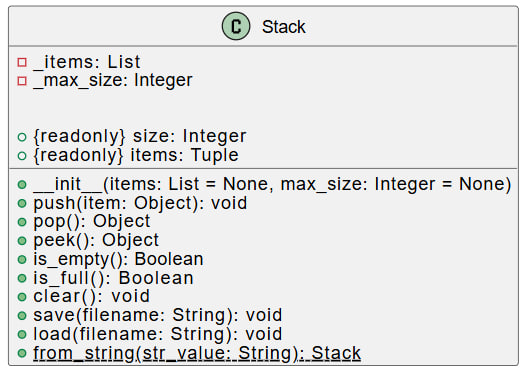 C Stack
_items: List
_max_size: Integer
{readonly} size: Integer
{readonly} items: Tuple
__init__(items: List = None, max_size: Integer = None)
push(item: Object): void
pop(): Object
peek(): Object
is_empty(): Boolean
is_full(): Boolean
clear(): void
save(filename: String): void
load(filename: String): void
from_string(str_value: String): Stack